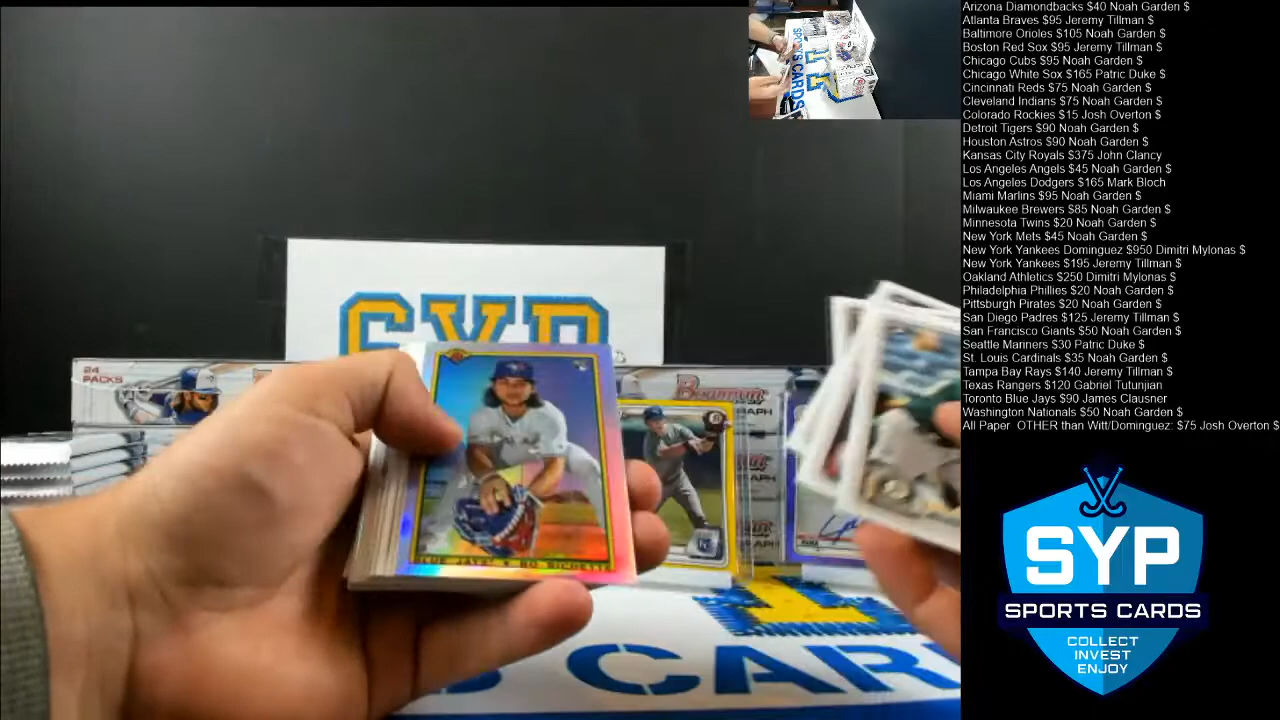 Arizona Diamondbacks $40 Noah Garden $
Atlanta Braves $95 Jeremy Tillman $
Baltimore Orioles $105 Noah Garden $
Boston Red Sox $95 Jeremy Tillman $
Chicago Cubs $95 Noah Garden $
Chicago White Sox $165 Patric Duke $
Cincinnati Reds $75 Noah Garden $
Cleveland Indians $75 Noah Garden $
Colorado Rockies $15 Josh Overton $
Detroit Tigers $90 Noah Garden $
Houston Astros $90 Noah Garden $
Kansas City Royals $375 John Clancy
Los Angeles Angels $45 Noah Garden $
Los Angeles Dodgers $165 Mark Bloch
Miami Marlins $95 Noah Garden $
Milwaukee Brewers $85 Noah Garden $
Minnesota Twins $20 Noah Garden $
New York Mets $45 Noah Garden $
New York Yankees Dominguez $950 Dimitri Mylonas $
New York Yankees $195 Jeremy Tillman $
Oakland Athletics $250 Dimitri Mylonas $
Philadelphia Phillies $20 Noah Garden $
Pittsburgh Pirates $20 Noah Garden $
San Diego Padres $125 Jeremy Tillman $
San Francisco Giants $50 Noah Garden $
Seattle Mariners $30 Patric Duke $
St. Louis Cardinals $35 Noah Garden $
Tampa Bay Rays $140 Jeremy Tillman $
Texas Rangers $120 Gabriel Tutunjian
Toronto Blue Jays $90 James Clausner
Washington Nationals $50 Noah Garden $
All Paper OTHER than Witt/Dominguez: $75 Josh Overton $
SYP
SPORTS CARDS
COLLECT
INVEST
ENJOY
SYP
24
PACKS
Bowman
BLUE JAYS BO BICHETTE
CAR
SPORTS CARDS